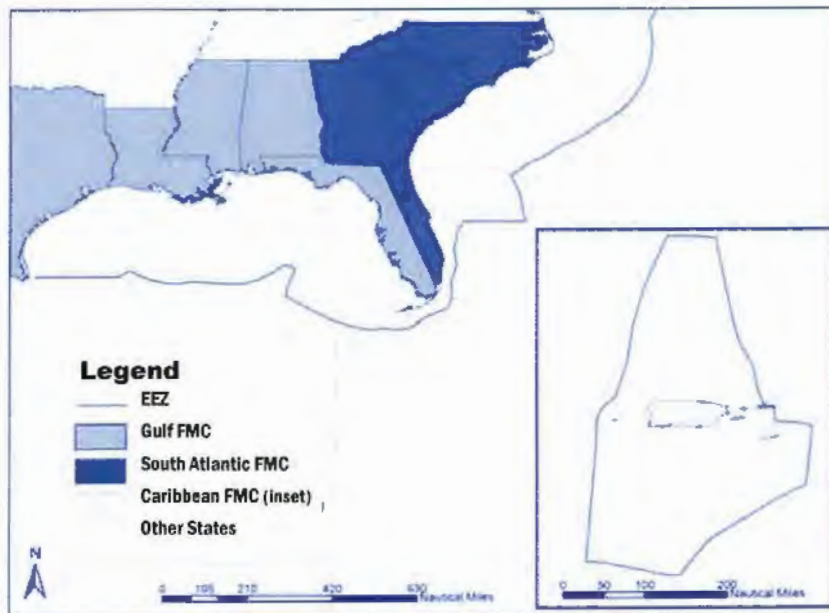 Legend
EEZ
Gulf FMC
South Atlantic FMC
Caribbean FMC (inset)
Other States
N
0 105 210 420 630
Nautical Miles
0 50 100 200
Nautical Miles